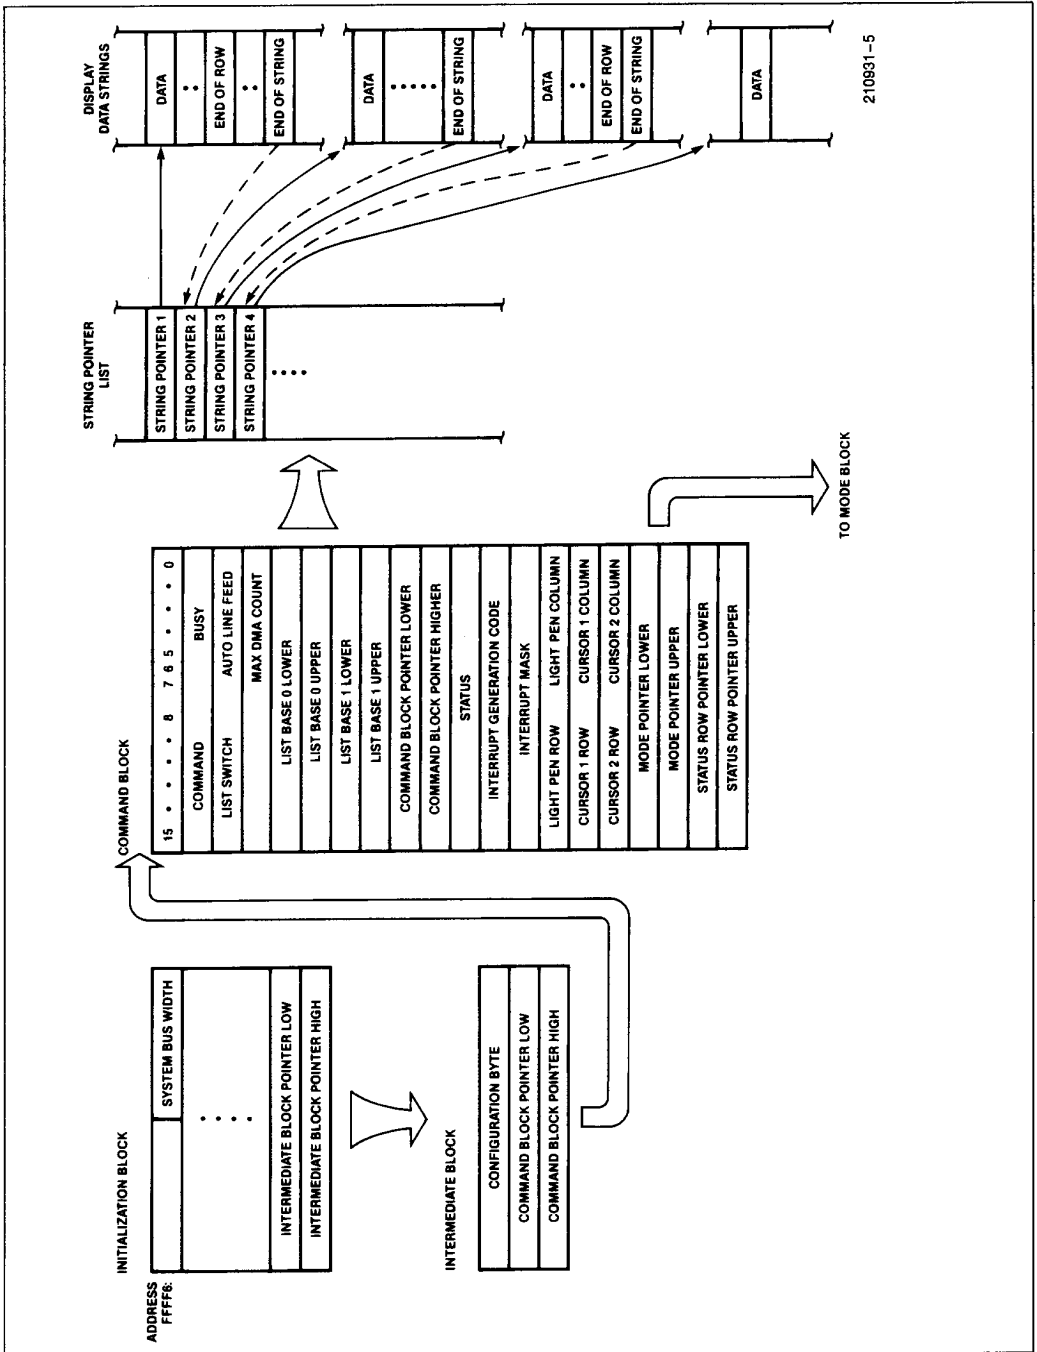 INITIALIZATION BLOCK
ADDRESS
FFFF6:
SYSTEM BUS WIDTH
• • • •
INTERMEDIATE BLOCK POINTER LOW
INTERMEDIATE BLOCK POINTER HIGH
INTERMEDIATE BLOCK
CONFIGURATION BYTE
COMMAND BLOCK POINTER LOW
COMMAND BLOCK POINTER HIGH
COMMAND BLOCK
15 • • • • 8 7 6 5 • • • 0
COMMAND BUSY
LIST SWITCH AUTO LINE FEED
MAX DMA COUNT
LIST BASE 0 LOWER
LIST BASE 0 UPPER
LIST BASE 1 LOWER
LIST BASE 1 UPPER
COMMAND BLOCK POINTER LOWER
COMMAND BLOCK POINTER HIGHER
STATUS
INTERRUPT GENERATION CODE
INTERRUPT MASK
LIGHT PEN ROW LIGHT PEN COLUMN
CURSOR 1 ROW CURSOR 1 COLUMN
CURSOR 2 ROW CURSOR 2 COLUMN
MODE POINTER LOWER
MODE POINTER UPPER
STATUS ROW POINTER LOWER
STATUS ROW POINTER UPPER
TO MODE BLOCK
STRING POINTER
LIST
STRING POINTER 1
STRING POINTER 2
STRING POINTER 3
STRING POINTER 4
• • • •
DISPLAY
DATA STRINGS
DATA
• •
END OF ROW
• •
END OF STRING
DATA
• • • • •
END OF STRING
DATA
• •
END OF ROW
END OF STRING
DATA
210931–5